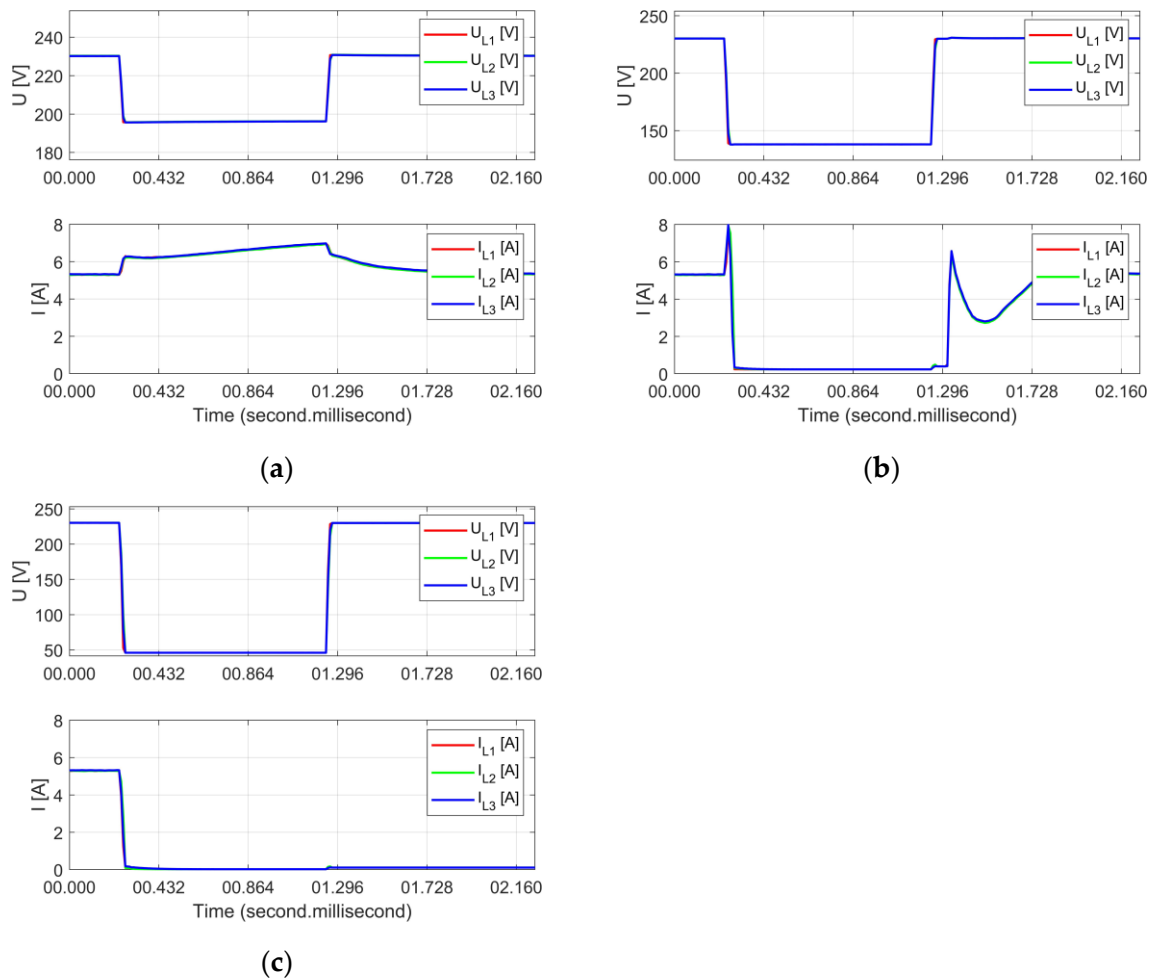 240
220
200
180
U [V]
U_L1 [V]
U_L2 [V]
U_L3 [V]
00.000 00.432 00.864 01.296 01.728 02.160
8
6
4
2
0
I [A]
I_L1 [A]
I_L2 [A]
I_L3 [A]
00.000 00.432 00.864 01.296 01.728 02.160
Time (second.millisecond)
(a)
250
200
150
U [V]
U_L1 [V]
U_L2 [V]
U_L3 [V]
00.000 00.432 00.864 01.296 01.728 02.160
8
6
4
2
0
I [A]
I_L1 [A]
I_L2 [A]
I_L3 [A]
00.000 00.432 00.864 01.296 01.728 02.160
Time (second.millisecond)
(b)
250
200
150
100
50
U [V]
U_L1 [V]
U_L2 [V]
U_L3 [V]
00.000 00.432 00.864 01.296 01.728 02.160
8
6
4
2
0
I [A]
I_L1 [A]
I_L2 [A]
I_L3 [A]
00.000 00.432 00.864 01.296 01.728 02.160
Time (second.millisecond)
(c)